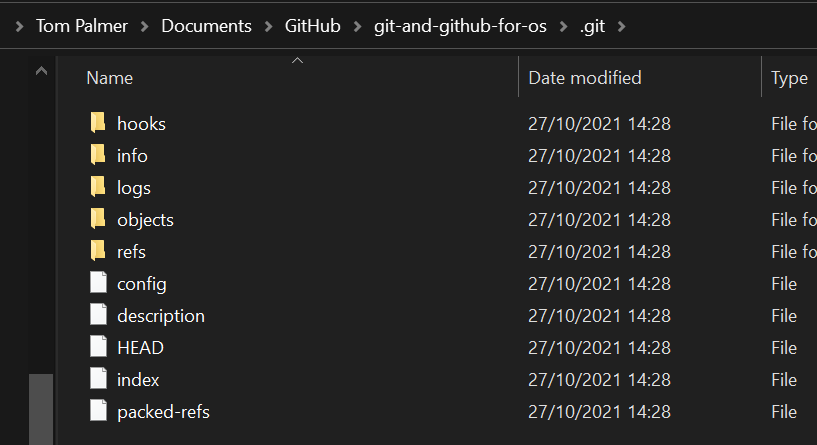 Tom Palmer > Documents > GitHub > git-and-github-for-os > .git >
Name Date modified Type
hooks 27/10/2021 14:28 File fo
info 27/10/2021 14:28 File fo
logs 27/10/2021 14:28 File fo
objects 27/10/2021 14:28 File fo
refs 27/10/2021 14:28 File fo
config 27/10/2021 14:28 File
description 27/10/2021 14:28 File
HEAD 27/10/2021 14:28 File
index 27/10/2021 14:28 File
packed-refs 27/10/2021 14:28 File